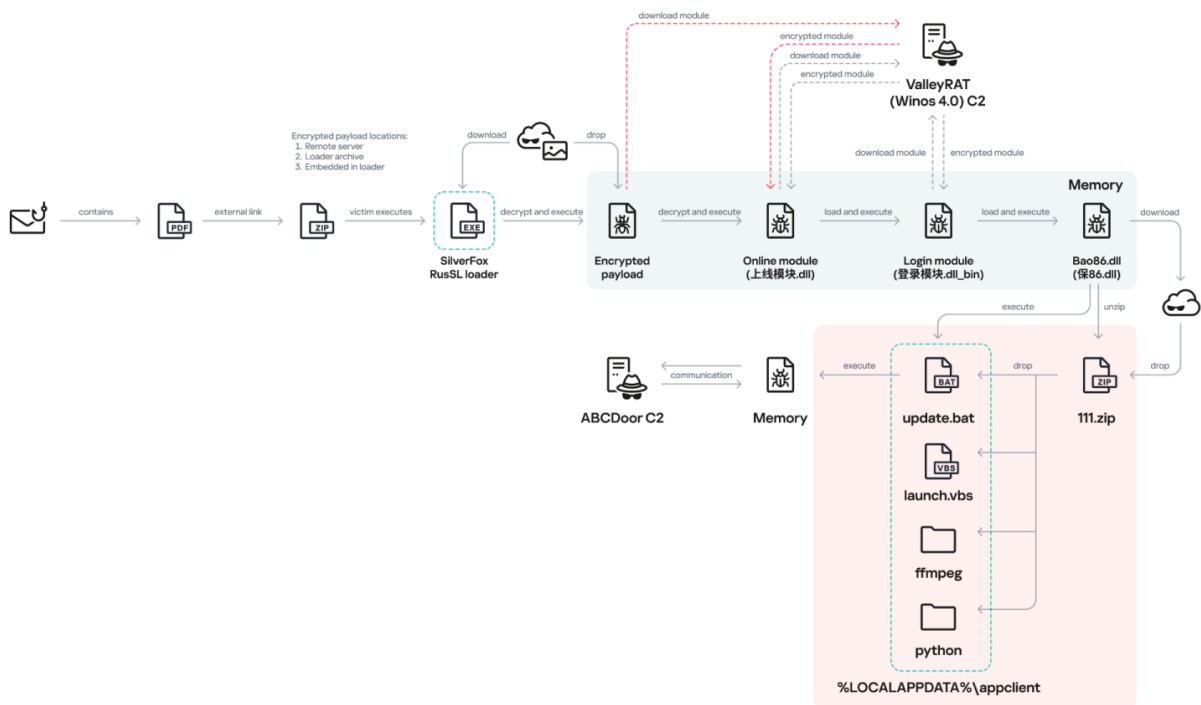 download module
encrypted module
download module
encrypted module
ValleyRAT
(Winos 4.0) C2
Encrypted payload locations:
1. Remote server
2. Loader archive
3. Embedded in loader
download
drop
download module
encrypted module
Memory
contains
PDF
external link
ZIP
victim executes
EXE
decrypt and execute
decrypt and execute
load and execute
load and execute
download
SilverFox
RusSL loader
Encrypted
payload
Online module
(上线模块.dll)
Login module
(登录模块.dll_bin)
Bao86.dll
(保86.dll)
execute
unzip
communication
execute
BAT
drop
ZIP
drop
ABCDoor C2
Memory
update.bat
111.zip
VBS
launch.vbs
ffmpeg
python
%LOCALAPPDATA%\appclient